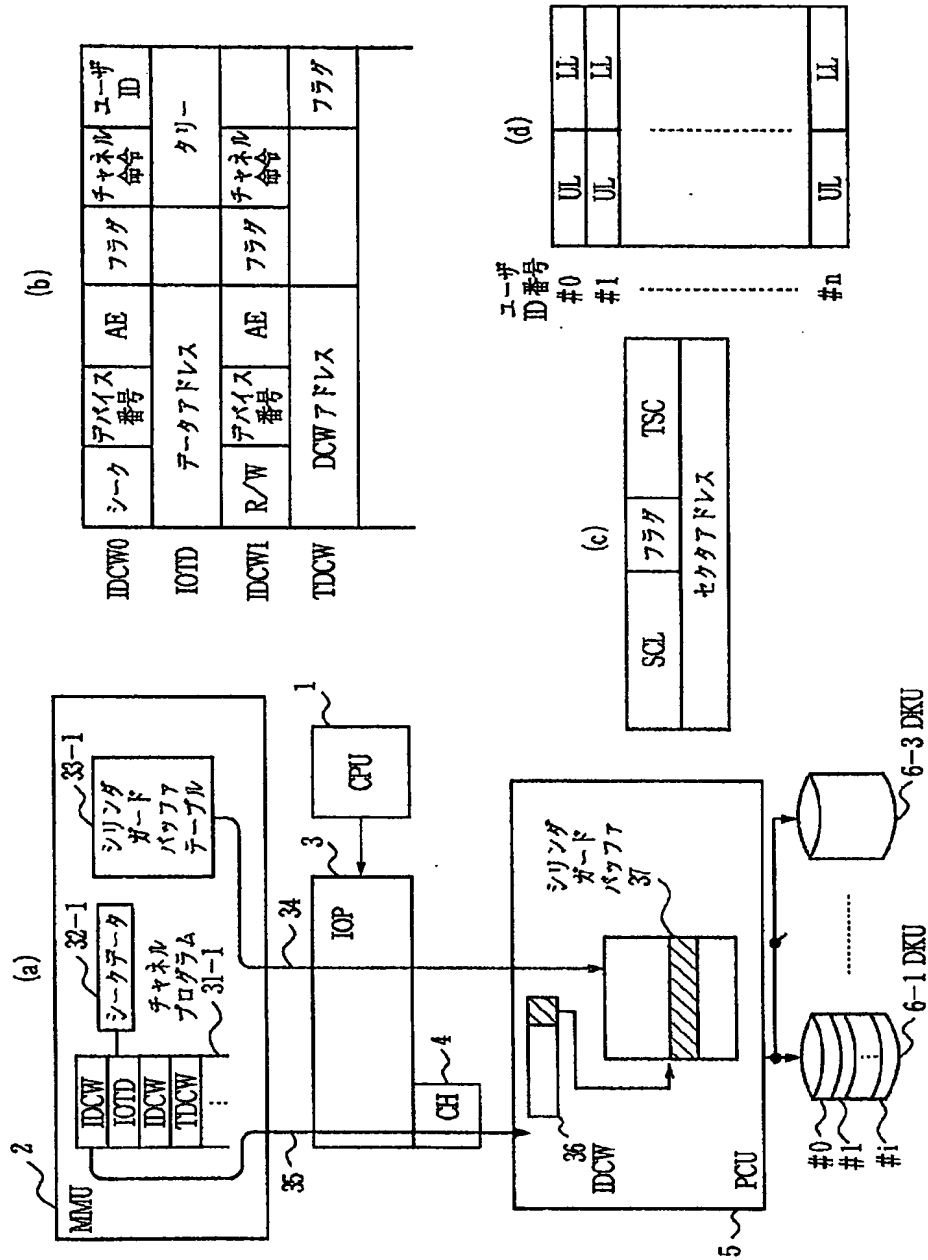 (a)
2
MMU
IDCW
IOTD
IDCW
TDCW
⋮
32-1
シークデータ
チャネル
プログラム
31-1
33-1
シリンダ
ガード
バッファ
テーブル
35
34
3
IOP
4
CH
1
CPU
36
IDCW
シリンダ
ガード
バッファ
37
PCU
5
#0
#1
#i
6-1 DKU
6-3 DKU
(b)
IDCW0
シーク
デバイス
番号
AE
フラグ
チャネル
命令
ユーザ
ID
IOTD
データアドレス
タリー
IDCW1
R/W
デバイス
番号
AE
フラグ
チャネル
命令
TDCW
DCWアドレス
フラグ
(c)
SCL
フラグ
TSC
セクタアドレス
(d)
ユーザ
ID番号
#0
UL
LL
#1
UL
LL
#n
UL
LL